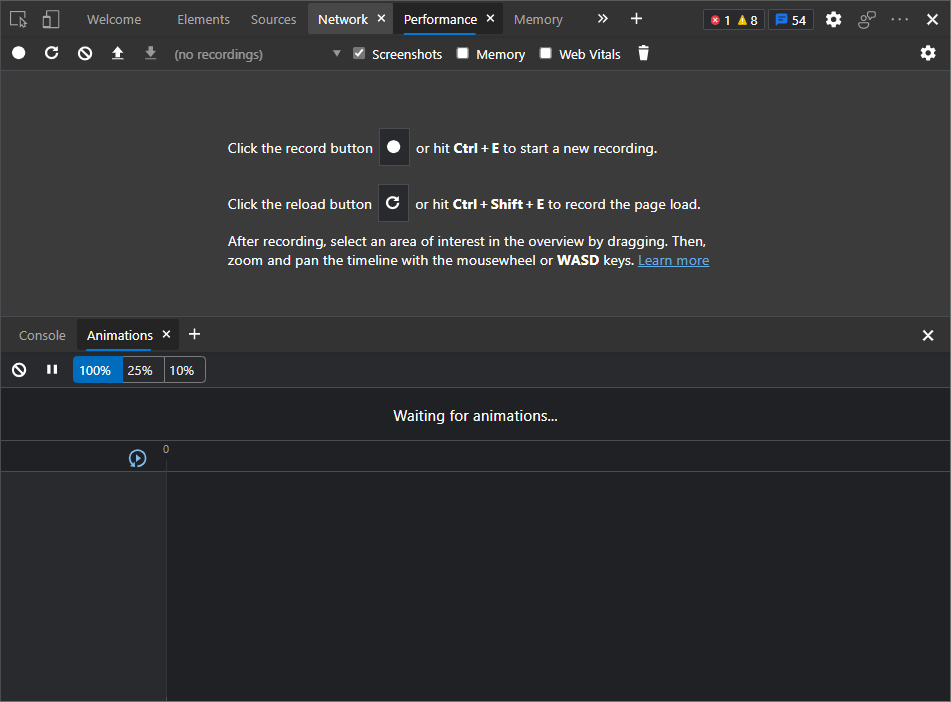 Welcome Elements Sources Network Performance Memory 1 8 54
(no recordings) Screenshots Memory Web Vitals
Click the record button or hit Ctrl + E to start a new recording.
Click the reload button or hit Ctrl + Shift + E to record the page load.
After recording, select an area of interest in the overview by dragging. Then,
zoom and pan the timeline with the mousewheel or WASD keys. Learn more
Console Animations
100% 25% 10%
Waiting for animations...
0